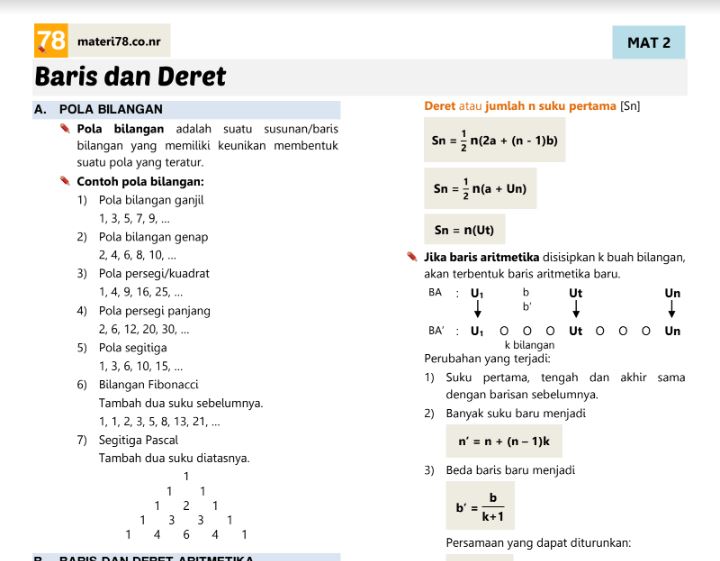 78 materi78.co.nr
MAT 2
Baris dan Deret
A. POLA BILANGAN
Pola bilangan adalah suatu susunan/baris
bilangan yang memiliki keunikan membentuk
suatu pola yang teratur.
Contoh pola bilangan:
1) Pola bilangan ganjil
1, 3, 5, 7, 9, ...
2) Pola bilangan genap
2, 4, 6, 8, 10, ...
3) Pola persegi/kuadrat
1, 4, 9, 16, 25, ...
4) Pola persegi panjang
2, 6, 12, 20, 30, ...
5) Pola segitiga
1, 3, 6, 10, 15, ...
6) Bilangan Fibonacci
Tambah dua suku sebelumnya.
1, 1, 2, 3, 5, 8, 13, 21, ...
7) Segitiga Pascal
Tambah dua suku diatasnya.
1
1 1
1 2 1
1 3 3 1
1 4 6 4 1
B. BARIS DAN DERET ARITMETIKA
Deret atau jumlah n suku pertama [Sn]
Sn = 1/2 n(2a + (n - 1)b)
Sn = 1/2 n(a + Un)
Sn = n(Ut)
Jika baris aritmetika disisipkan k buah bilangan,
akan terbentuk baris aritmetika baru.
BA : U₁ b Ut Un
b'
BA' : U₁ O O O Ut O O O Un
k bilangan
Perubahan yang terjadi:
1) Suku pertama, tengah dan akhir sama
dengan barisan sebelumnya.
2) Banyak suku baru menjadi
n' = n + (n – 1)k
3) Beda baris baru menjadi
b' = b/k+1
Persamaan yang dapat diturunkan: